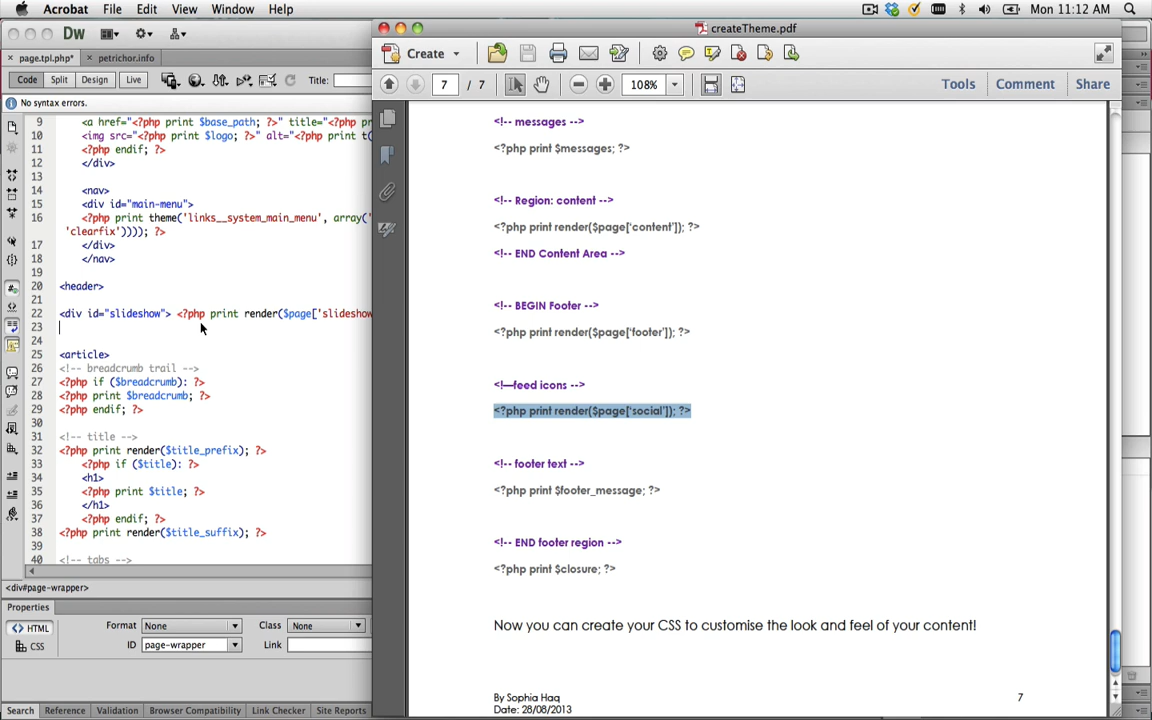 Acrobat File Edit View Window Help Mon 11:12 AM
Dw
page.tpl.php* petrichor.info
Code Split Design Live Title:
No syntax errors.
9 <a href="<?php print $base_path; ?>" title="<?php pr
10 <img src="<?php print $logo; ?>" alt="<?php print t(
11 <?php endif; ?>
12 </div>
13
14 <nav>
15 <div id="main-menu">
16 <?php print theme('links__system_main_menu', array('
'clearfix')))); ?>
17 </div>
18 </nav>
19
20 <header>
21
22 <div id="slideshow"> <?php print render($page['slideshow
23
24
25 <article>
26 <!-- breadcrumb trail -->
27 <?php if ($breadcrumb): ?>
28 <?php print $breadcrumb; ?>
29 <?php endif; ?>
30
31 <!-- title -->
32 <?php print render($title_prefix); ?>
33 <?php if ($title): ?>
34 <h1>
35 <?php print $title; ?>
36 </h1>
37 <?php endif; ?>
38 <?php print render($title_suffix); ?>
39
40 <!-- tabs -->
<div#page-wrapper>
Properties
<> HTML Format None Class None
CSS ID page-wrapper Link
Search Reference Validation Browser Compatibility Link Checker Site Reports
createTheme.pdf
Create
7 / 7 108% Tools Comment Share
<!-- messages -->
<?php print $messages; ?>
<!-- Region: content -->
<?php print render($page['content']); ?>
<!-- END Content Area -->
<!-- BEGIN Footer -->
<?php print render($page['footer']); ?>
<!—feed icons -->
<?php print render($page['social']); ?>
<!-- footer text -->
<?php print $footer_message; ?>
<!-- END footer region -->
<?php print $closure; ?>
Now you can create your CSS to customise the look and feel of your content!
By Sophia Haq 7
Date: 28/08/2013